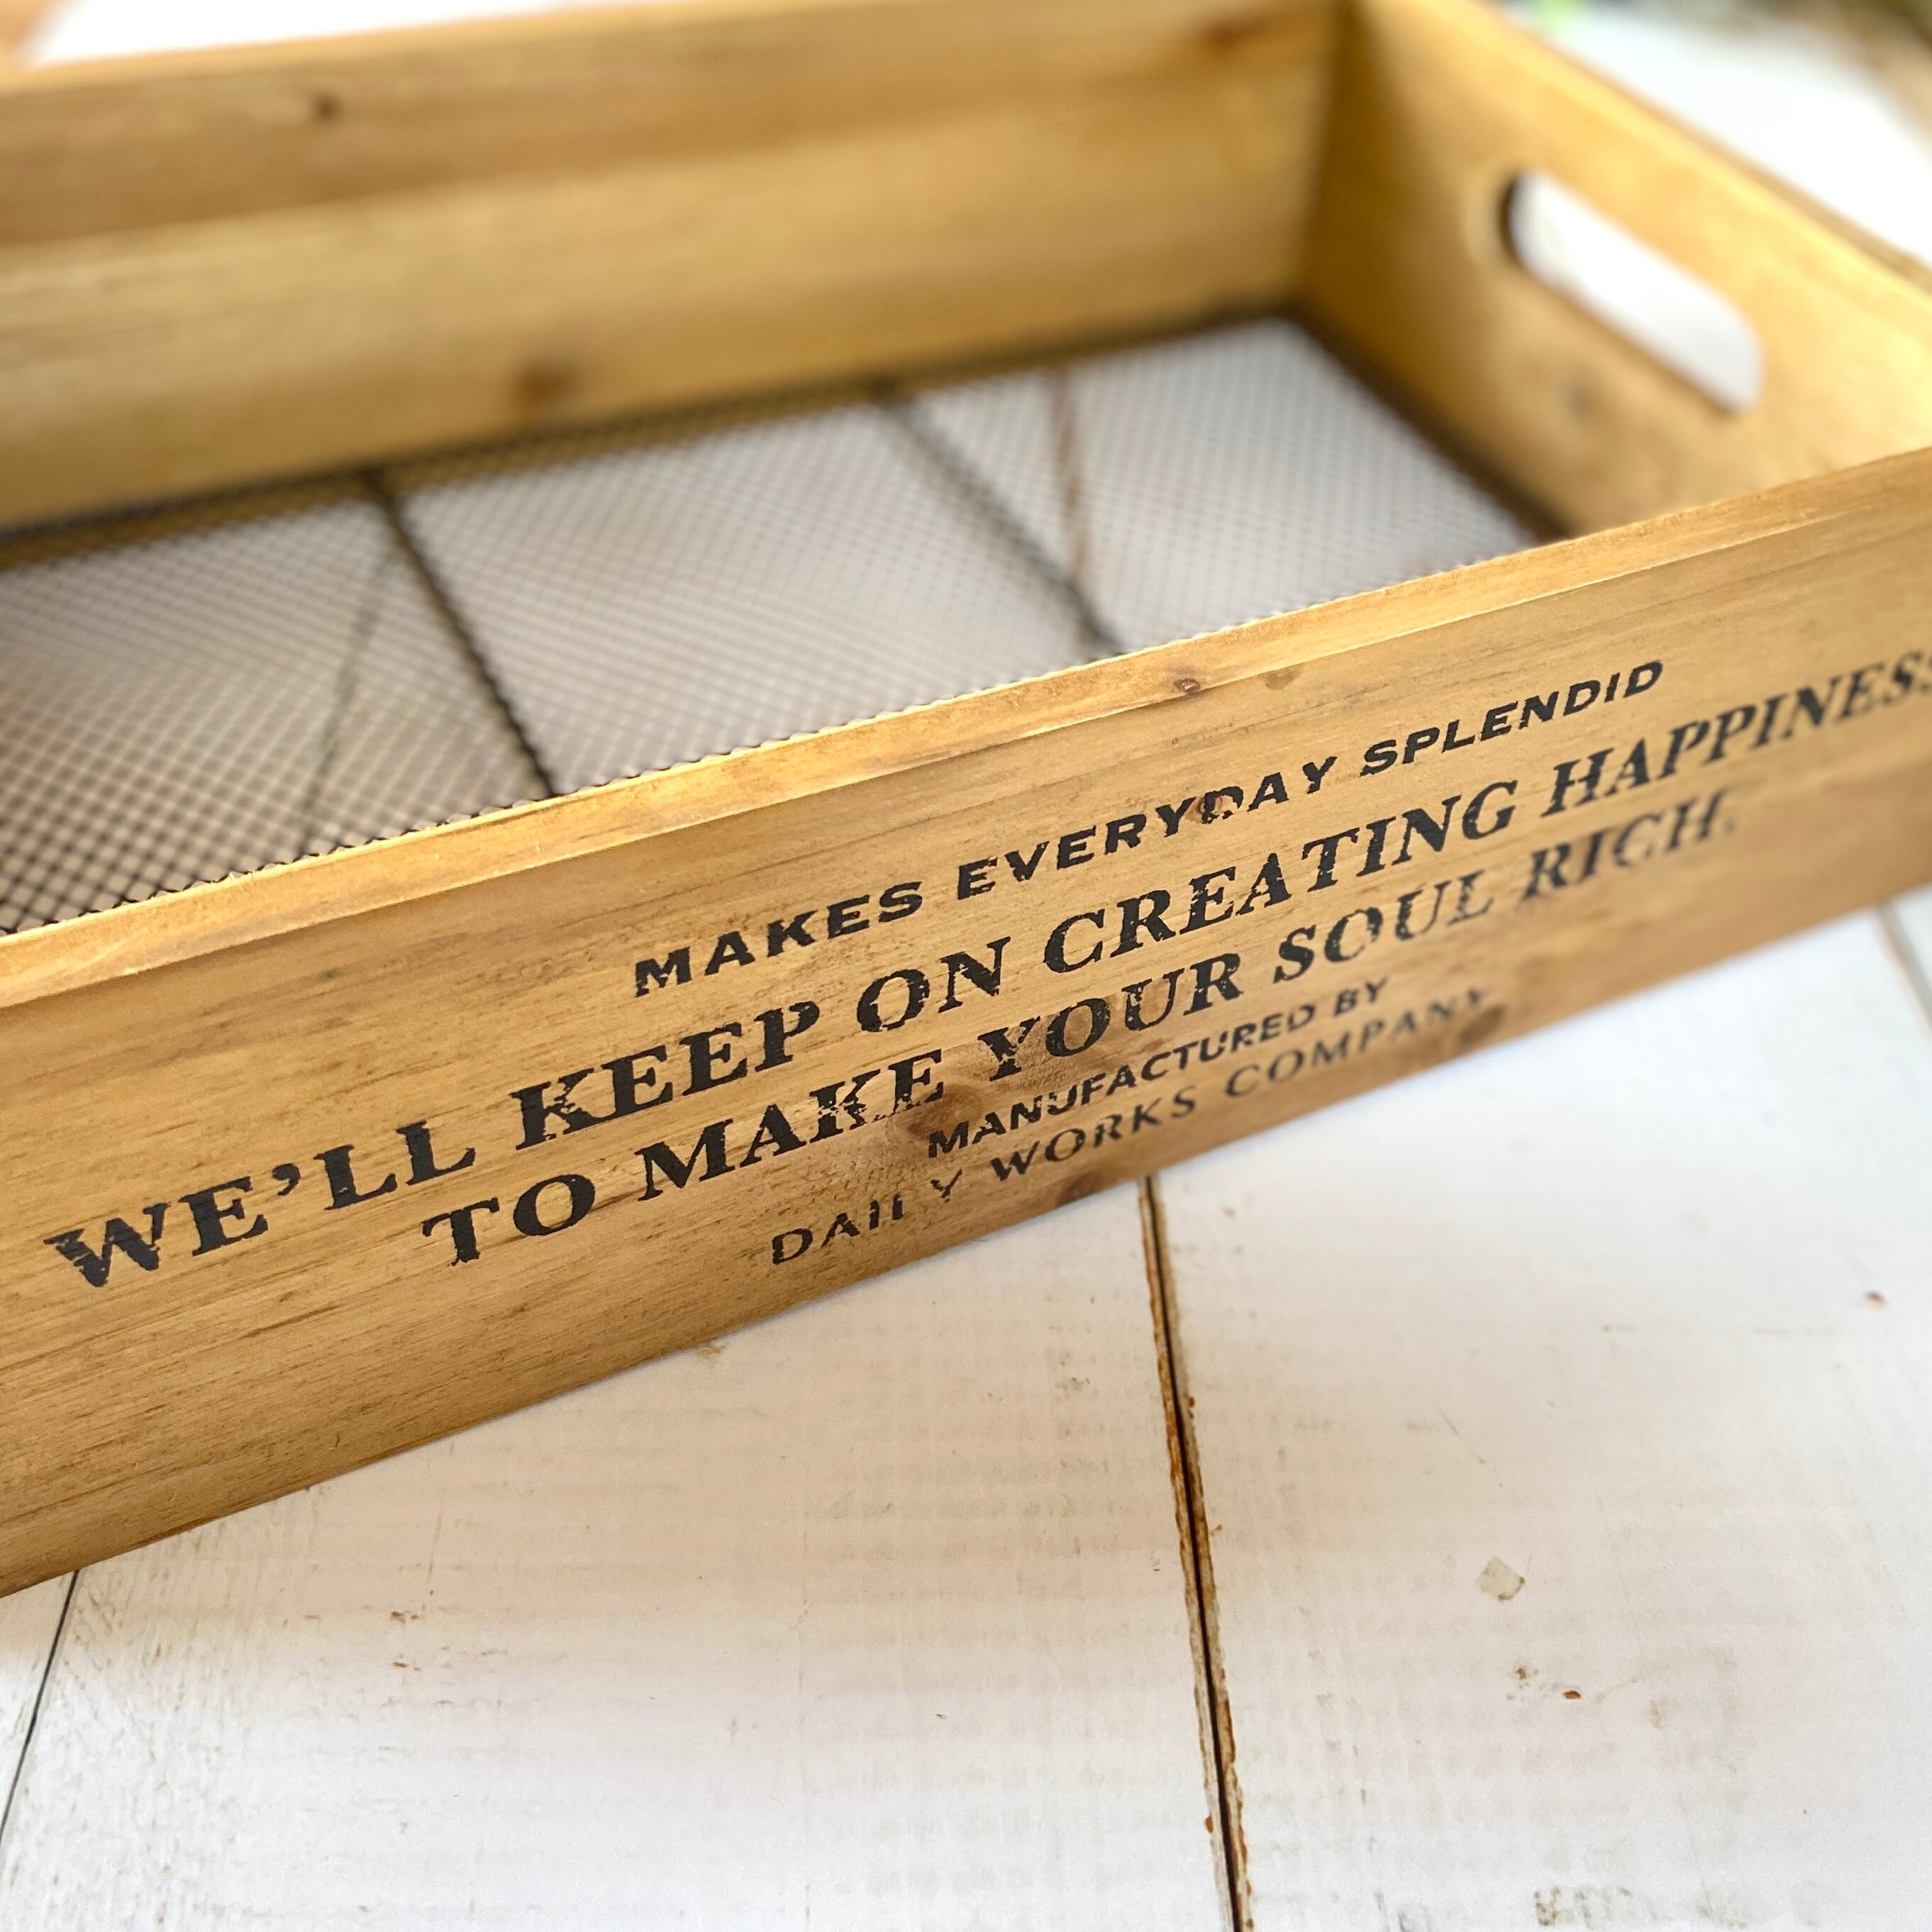 MAKES EVERYDAY SPLENDID
WE'LL KEEP ON CREATING HAPPINESS
TO MAKE YOUR SOUL RICH.
MANUFACTURED BY
DAILY WORKS COMPANY